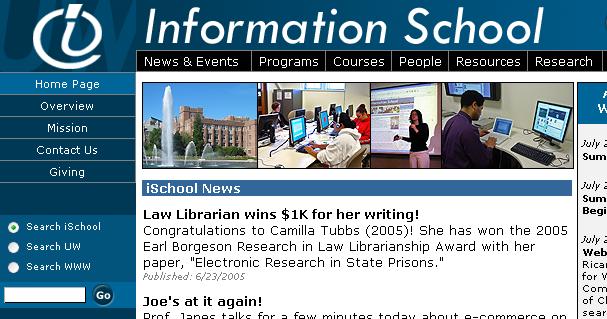 Information School
News & Events Programs Courses People Resources Research
Home Page
Overview
Mission
Contact Us
Giving
Search iSchool
Search UW
Search WWW
Go
iSchool News
Law Librarian wins $1K for her writing!
Congratulations to Camilla Tubbs (2005)! She has won the 2005
Earl Borgeson Research in Law Librarianship Award with her
paper, "Electronic Research in State Prisons."
Published: 6/23/2005
Joe's at it again!
Prof. Janes talks for a few minutes today about e-commerce on
July 2
Sum
July 2
Sum
Begi
July 2
Web
Rica
for W
Com
of Cl
sear